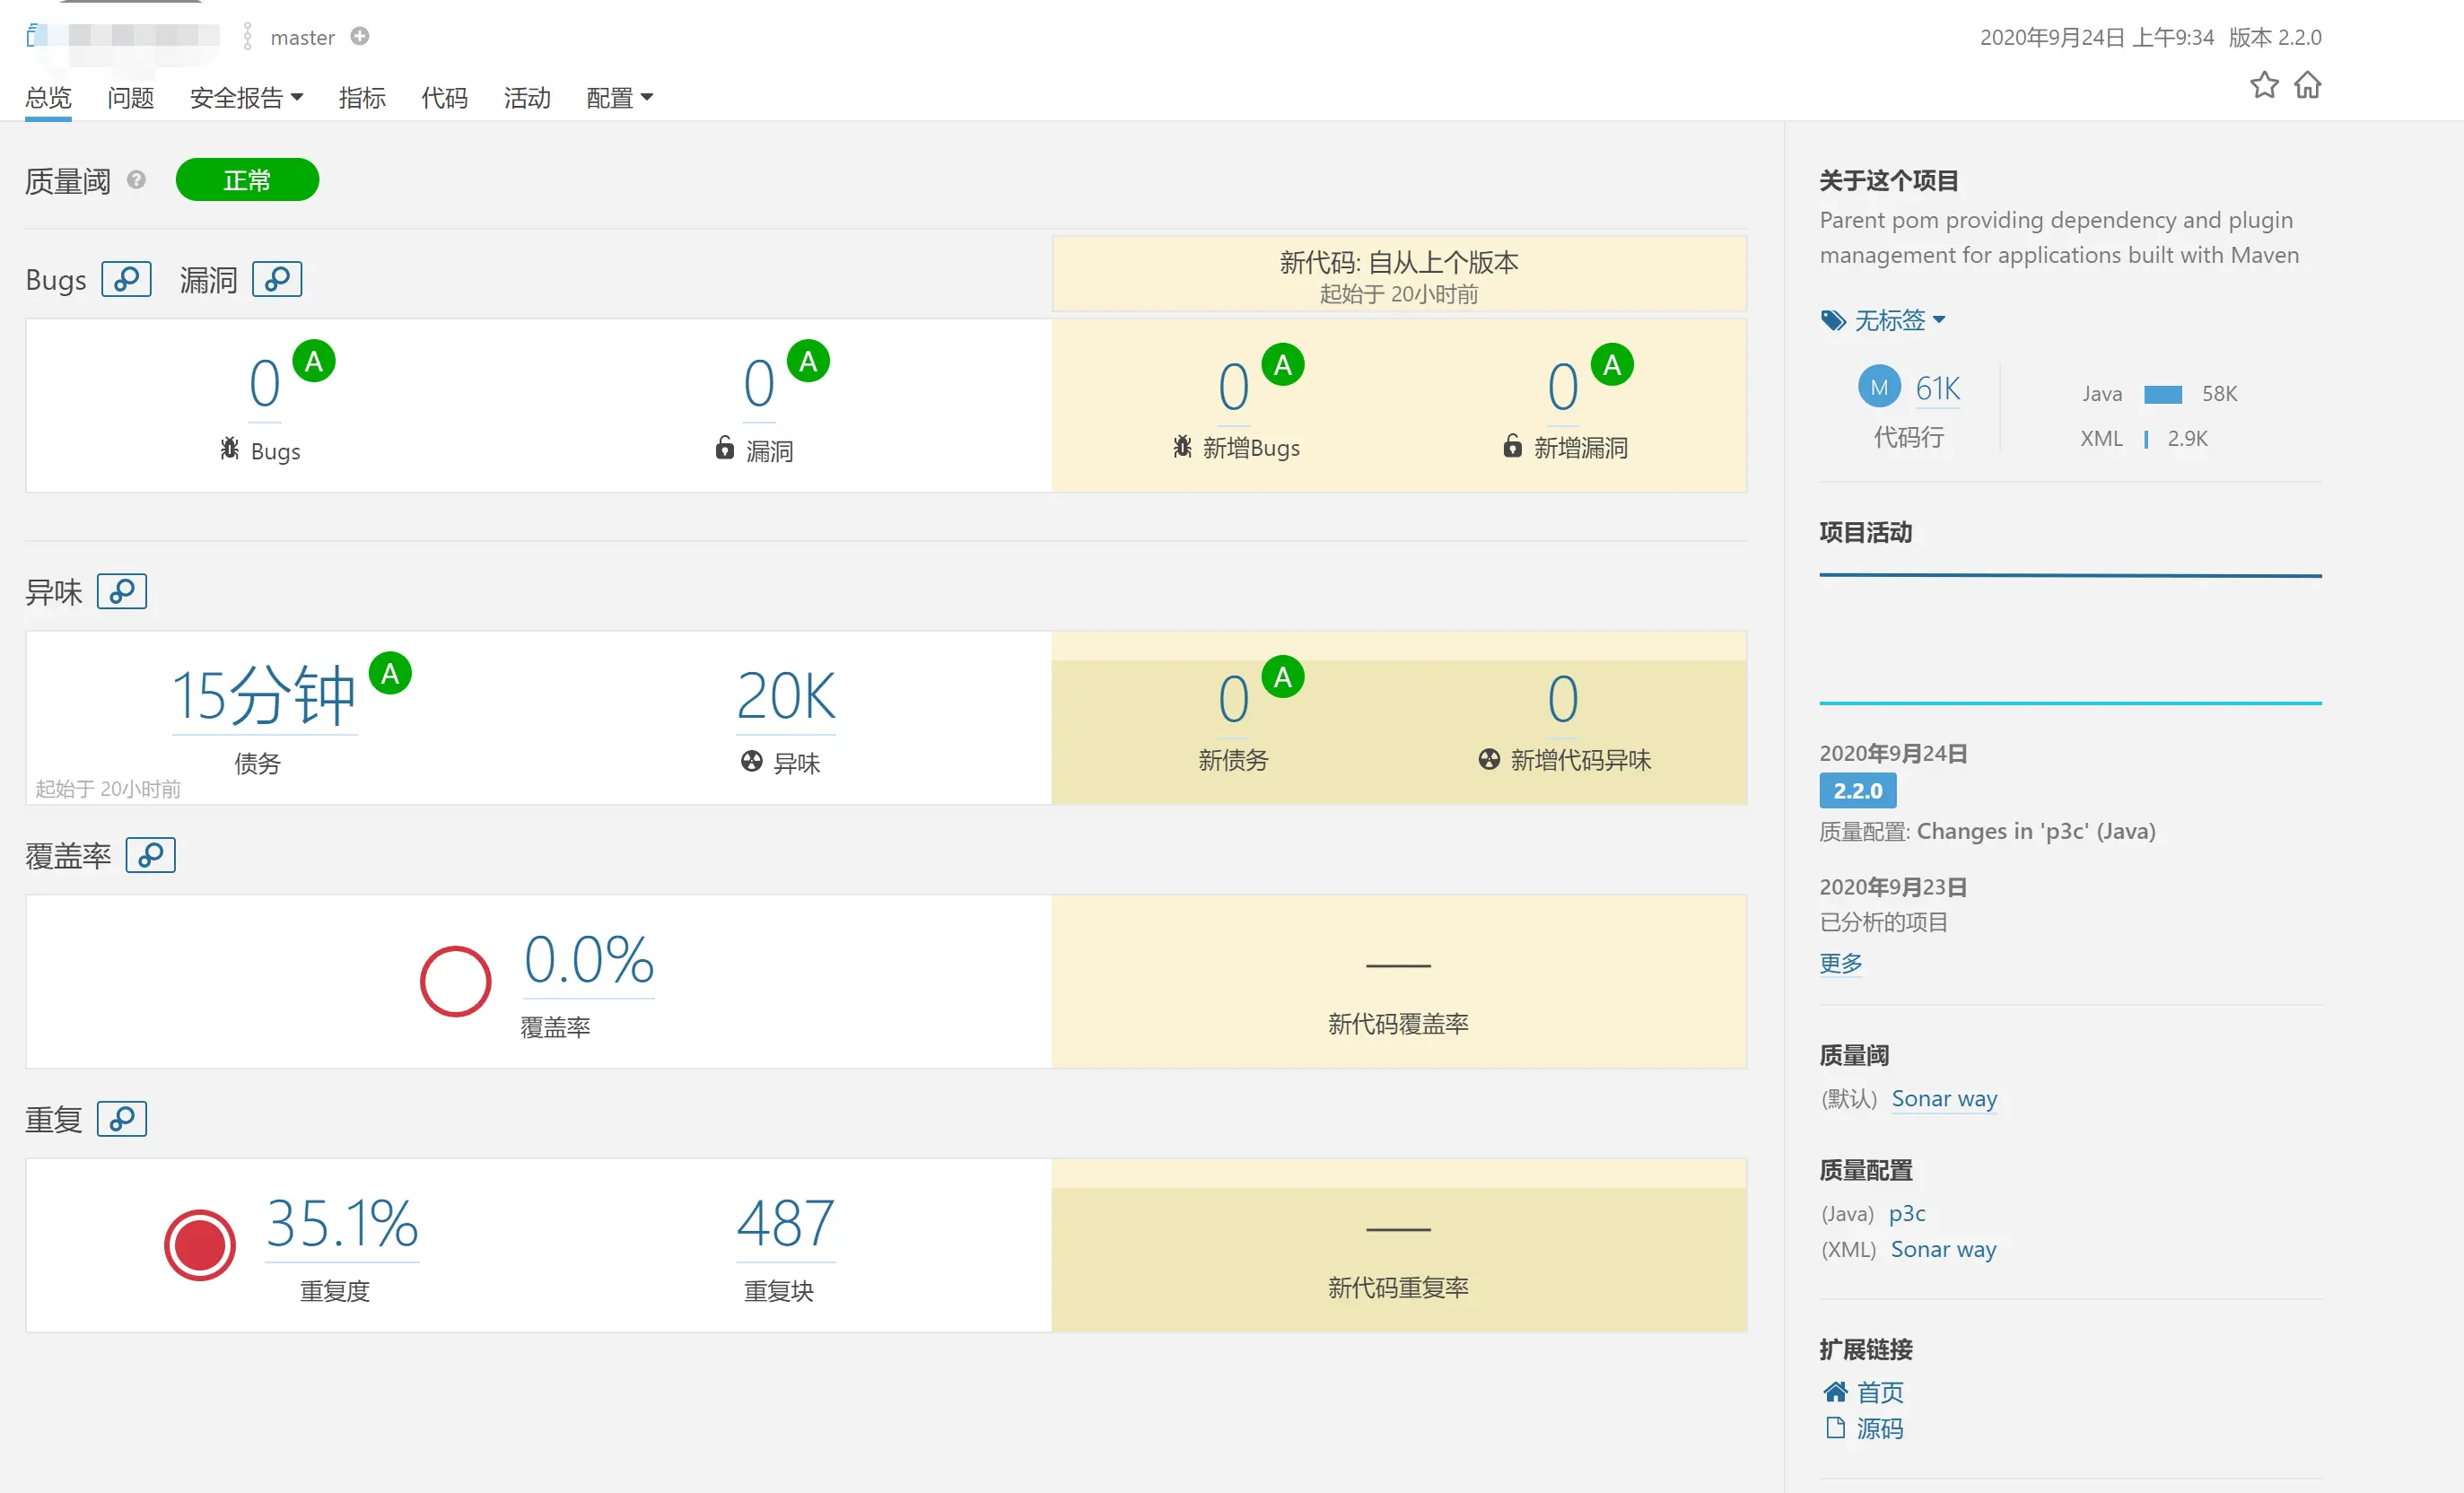 master
2020年9月24日 上午9:34 版本 2.2.0
总览 问题 安全报告 指标 代码 活动 配置
质量阈 ? 正常
Bugs 漏洞
新代码: 自从上个版本
起始于 20小时前
0 A
Bugs
0 A
漏洞
0 A
新增Bugs
0 A
新增漏洞
异味
15分钟 A
债务
起始于 20小时前
20K
异味
0 A
新债务
0
新增代码异味
覆盖率
0.0%
覆盖率
新代码覆盖率
重复
35.1%
重复度
487
重复块
新代码重复率
关于这个项目
Parent pom providing dependency and plugin
management for applications built with Maven
无标签
M 61K
代码行
Java 58K
XML 2.9K
项目活动
2020年9月24日
2.2.0
质量配置: Changes in 'p3c' (Java)
2020年9月23日
已分析的项目
更多
质量阈
(默认) Sonar way
质量配置
(Java) p3c
(XML) Sonar way
扩展链接
首页
源码